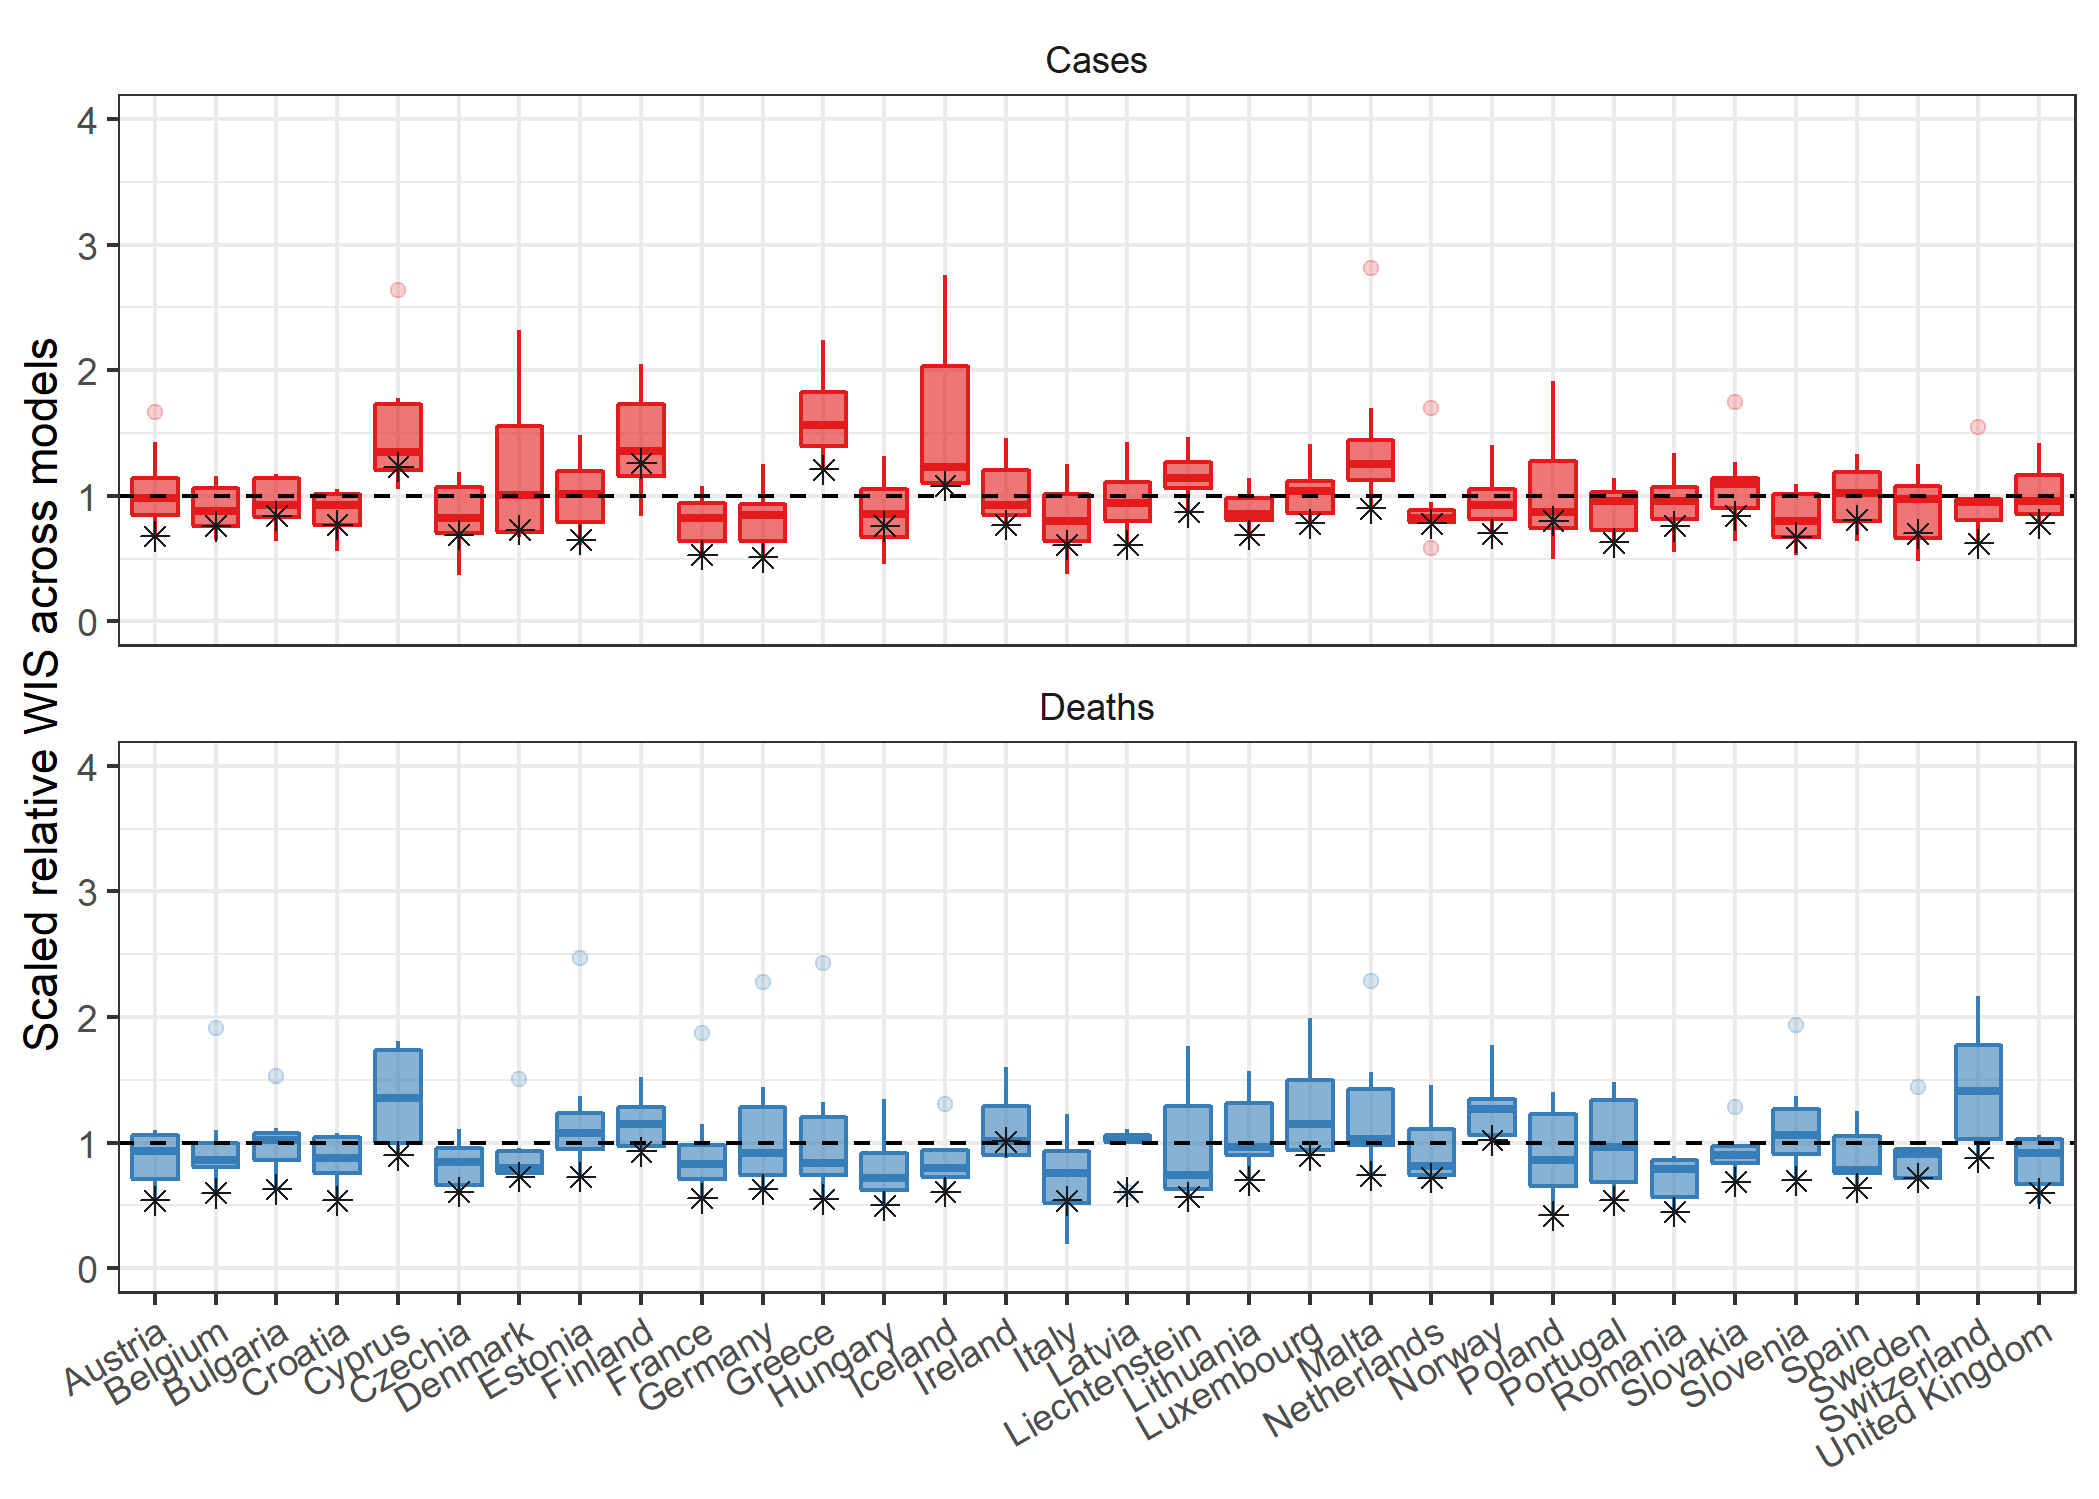 Cases
4
3
2
1
0
Scaled relative WIS across models
Deaths
4
3
2
1
0
Austria
Belgium
Bulgaria
Croatia
Cyprus
Czechia
Denmark
Estonia
Finland
France
Germany
Greece
Hungary
Iceland
Ireland
Italy
Latvia
Liechtenstein
Lithuania
Luxembourg
Malta
Netherlands
Norway
Poland
Portugal
Romania
Slovakia
Slovenia
Spain
Sweden
Switzerland
United Kingdom